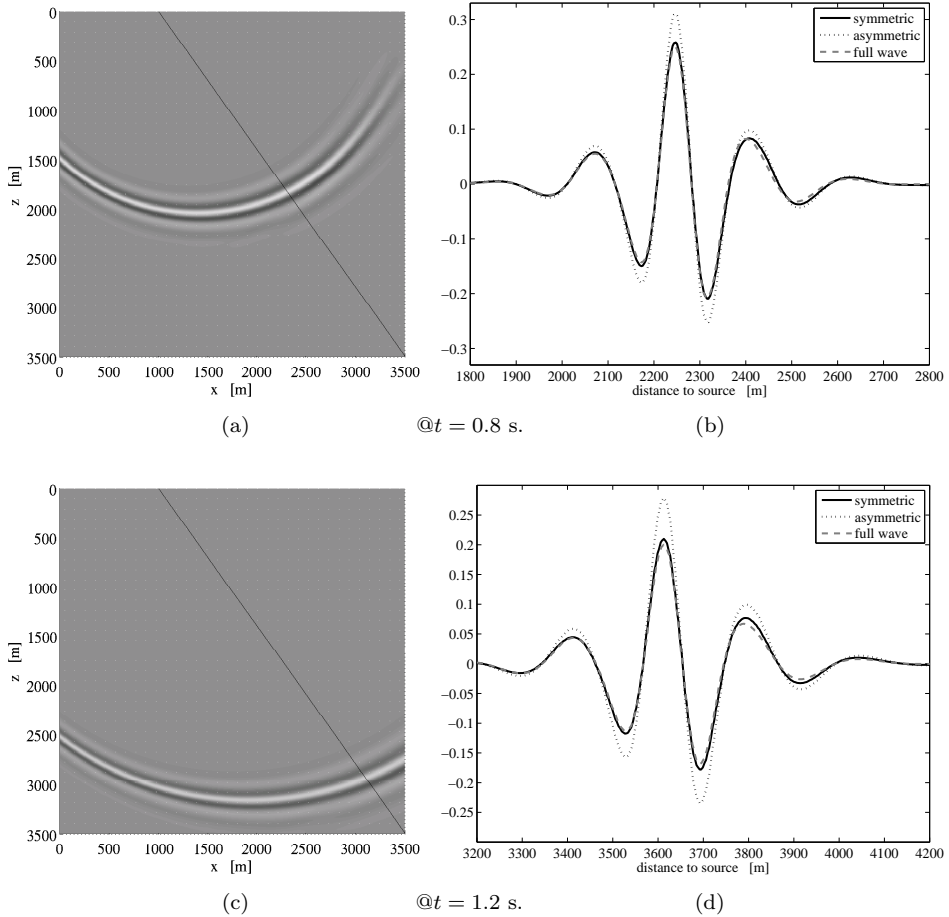 0
500
1000
1500
2000
2500
3000
3500
z [m]
0 500 1000 1500 2000 2500 3000 3500
x [m]
(a)
0.3
0.2
0.1
0
−0.1
−0.2
−0.3
symmetric
asymmetric
full wave
1800 1900 2000 2100 2200 2300 2400 2500 2600 2700 2800
distance to source [m]
(b)
@t = 0.8 s.
0
500
1000
1500
2000
2500
3000
3500
z [m]
0 500 1000 1500 2000 2500 3000 3500
x [m]
(c)
0.25
0.2
0.15
0.1
0.05
0
−0.05
−0.1
−0.15
−0.2
−0.25
symmetric
asymmetric
full wave
3200 3300 3400 3500 3600 3700 3800 3900 4000 4100 4200
distance to source [m]
(d)
@t = 1.2 s.